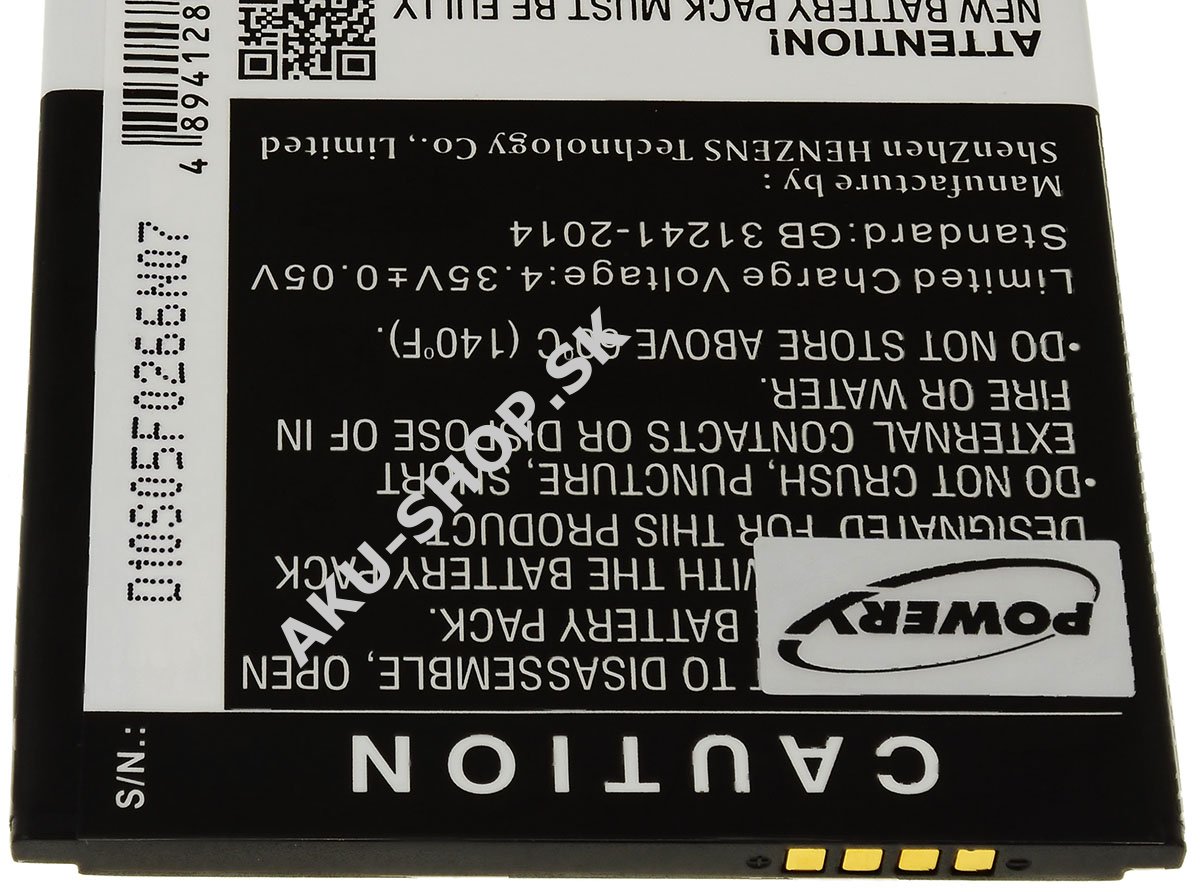 CAUTION
T TO DISASSEMBLE, OPEN
BATTERY PACK.
WITH THE BATTERY PACK
DESIGNATED FOR THIS PRODUCT.
•DO NOT CRUSH, PUNCTURE, SHORT
EXTERNAL CONTACTS OR DISPOSE OF IN
FIRE OR WATER.
•DO NOT STORE ABOVE 60°C (140°F).
Limited Charge Voltage:4.35V±0.05V
Standard:GB 31241-2014
Manufacture by:
ShenZhen HENZENS Technology Co., Limited
ATTENTION!
NEW BATTERY PACK MUST BE FULLY
POWERY
S/N.:
D10S05F0266N07
4 894128
AKU-SHOP.SK
+
-